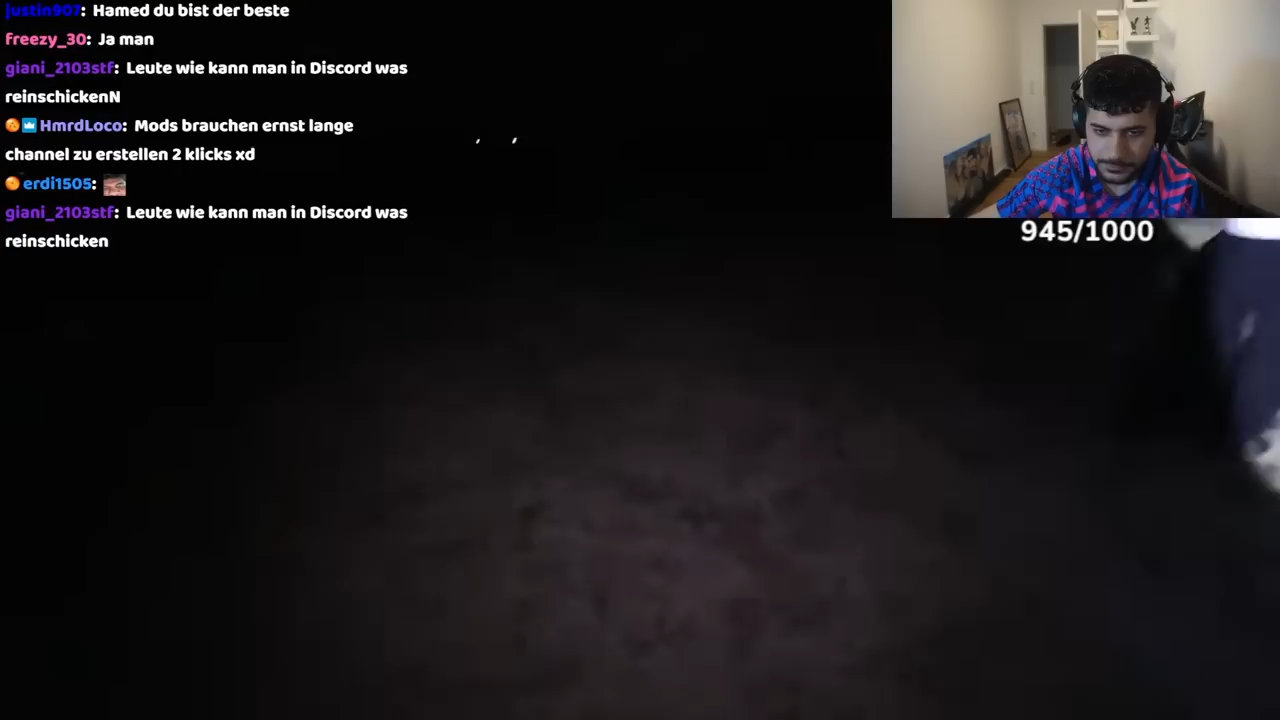 justin907: Hamed du bist der beste
freezy_30: Ja man
giani_2103stf: Leute wie kann man in Discord was
reinschickenN
HmrdLoco: Mods brauchen ernst lange
channel zu erstellen 2 klicks xd
erdi1505:
giani_2103stf: Leute wie kann man in Discord was
reinschicken
945/1000